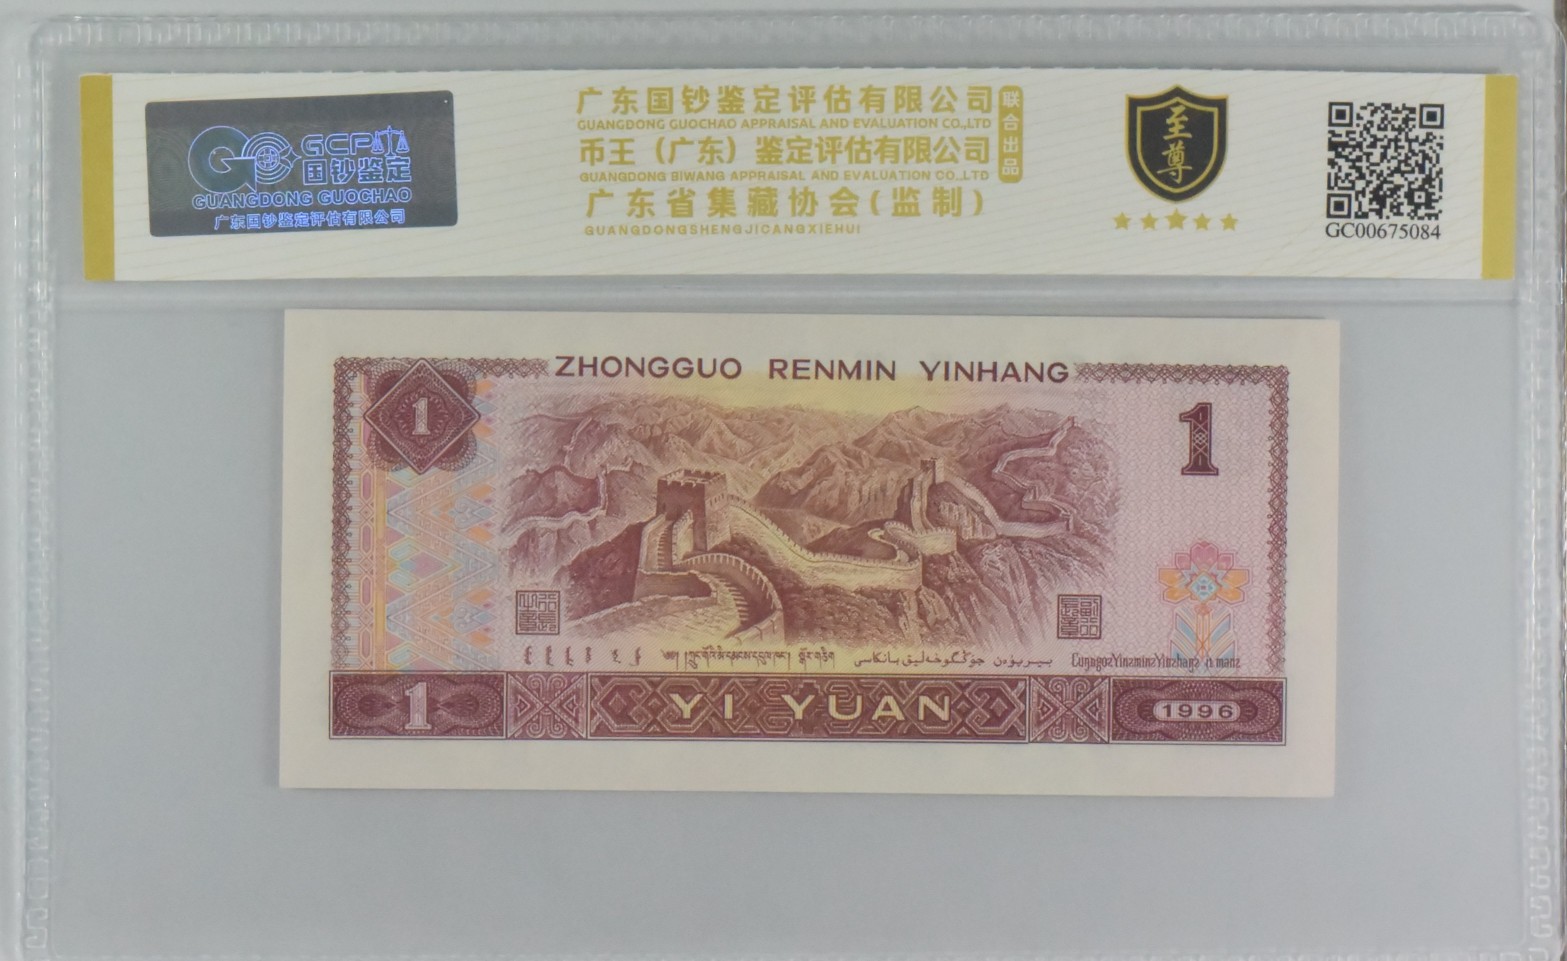 GCP
国钞鉴定
GUANGDONG GUOCHAO
广东国钞鉴定评估有限公司
广东国钞鉴定评估有限公司
GUANGDONG GUOCHAO APPRAISAL AND EVALUATION CO.,LTD
币王（广东）鉴定评估有限公司
GUANGDONG BIWANG APPRAISAL AND EVALUATION CO.,LTD
广东省集藏协会(监制)
GUANGDONGSHENGJICANGXIEHUI
联合出品
至尊
GC00675084
ZHONGGUO RENMIN YINHANG
1
1
1
YI YUAN
1996